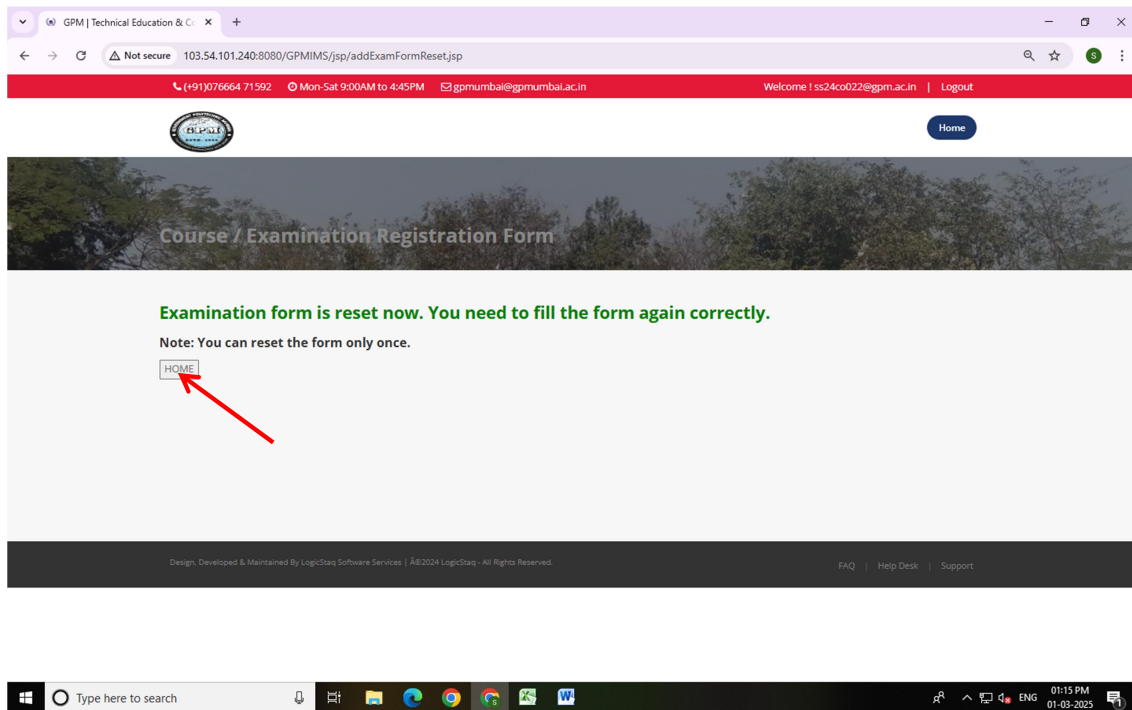 GPM | Technical Education & Co
Not secure 103.54.101.240:8080/GPMIMS/jsp/addExamFormReset.jsp
S
(+91)076664 71592 Mon-Sat 9:00AM to 4:45PM gpmumbai@gpmumbai.ac.in Welcome ! ss24co022@gpm.ac.in | Logout
GPM
Home
Course / Examination Registration Form
Examination form is reset now. You need to fill the form again correctly.
Note: You can reset the form only once.
HOME
Design, Developed & Maintained By LogicStaq Software Services | Â©2024 LogicStaq - All Rights Reserved.
FAQ | Help Desk | Support
Type here to search
ENG 01:15 PM
01-03-2025
1